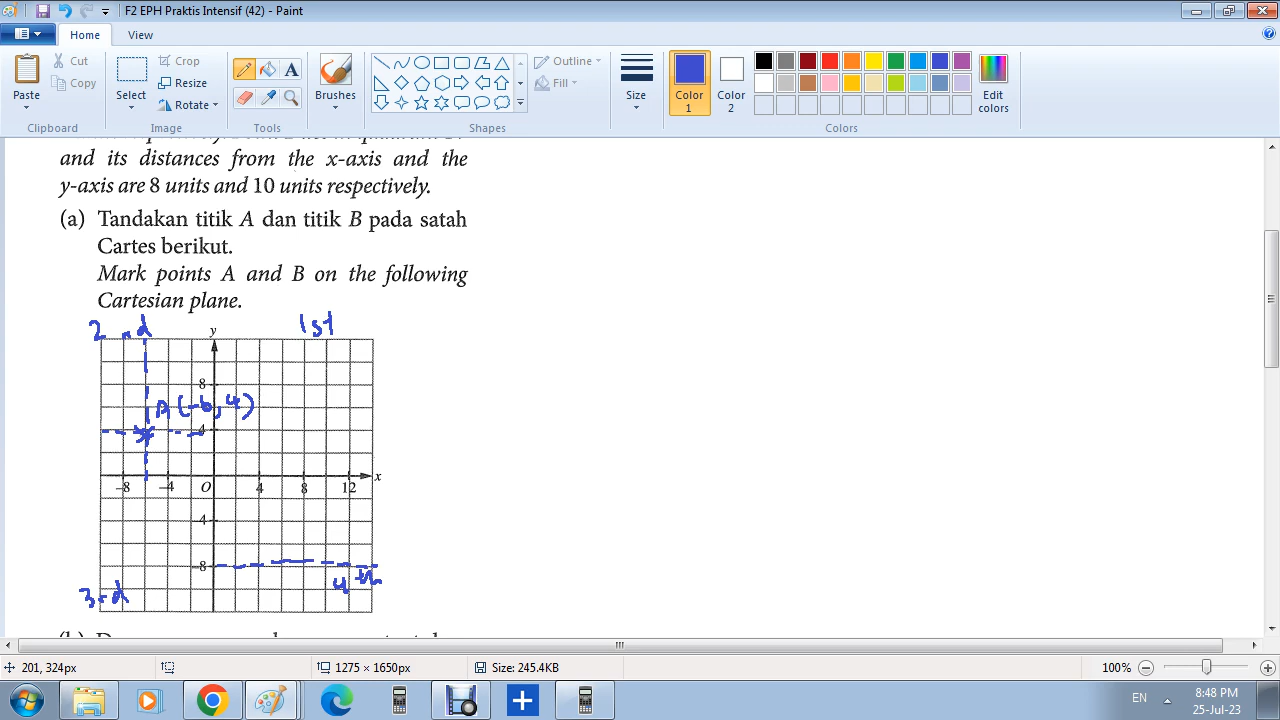 F2 EPH Praktis Intensif (42) - Paint
Home View
Paste Cut Copy
Clipboard
Select Crop Resize Rotate
Image
Tools
Brushes
Outline Fill
Shapes
Size
Color 1 Color 2
Edit colors
Colors
and its distances from the x-axis and the
y-axis are 8 units and 10 units respectively.
(a) Tandakan titik A dan titik B pada satah
Cartes berikut.
Mark points A and B on the following
Cartesian plane.
2 nd y 1st
8
A (-6, 4)
4
x
-8 -4 O 4 8 12
-4
-8
4th
3rd
100%
201, 324px 1275 × 1650px Size: 245.4KB
EN 8:48 PM
25-Jul-23